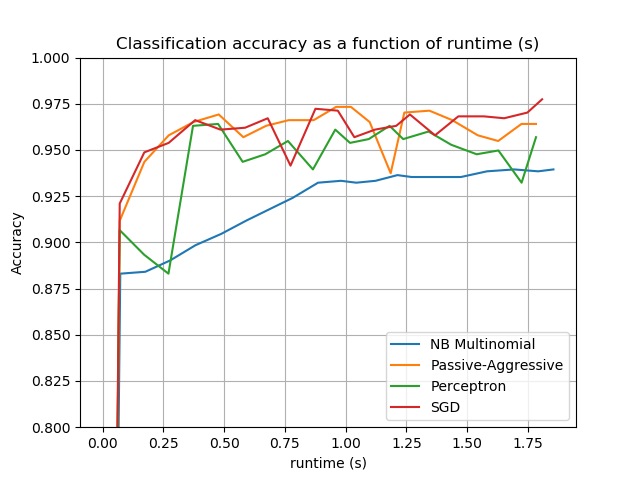 Classification accuracy as a function of runtime (s)
1.000
0.975
0.950
0.925
0.900
0.875
0.850
0.825
0.800
Accuracy
NB Multinomial
Passive-Aggressive
Perceptron
SGD
0.00 0.25 0.50 0.75 1.00 1.25 1.50 1.75
runtime (s)